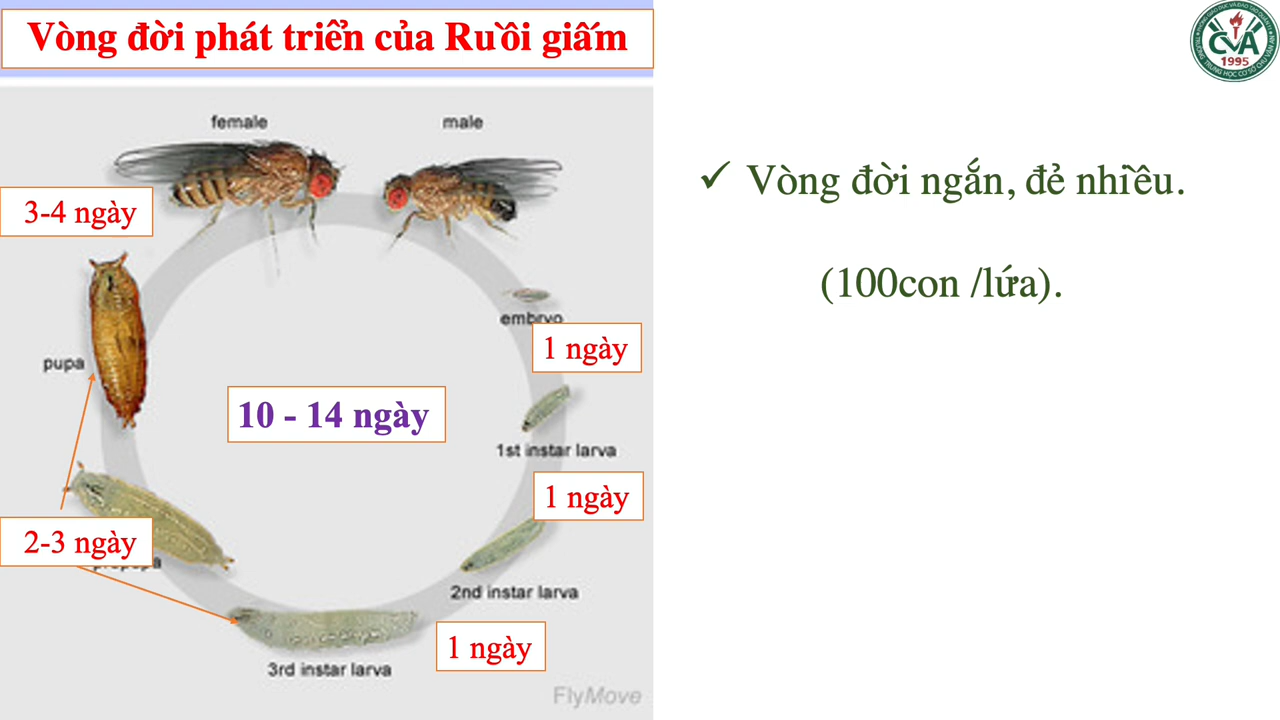 Vòng đời phát triển của Ruồi giấm
CVA
1995
female
male
✓ Vòng đời ngắn, đẻ nhiều.
3-4 ngày
(100con /lứa).
embryo
1 ngày
pupa
10 - 14 ngày
1st instar larva
1 ngày
2-3 ngày
2nd instar larva
1 ngày
3rd instar larva
FlyMove